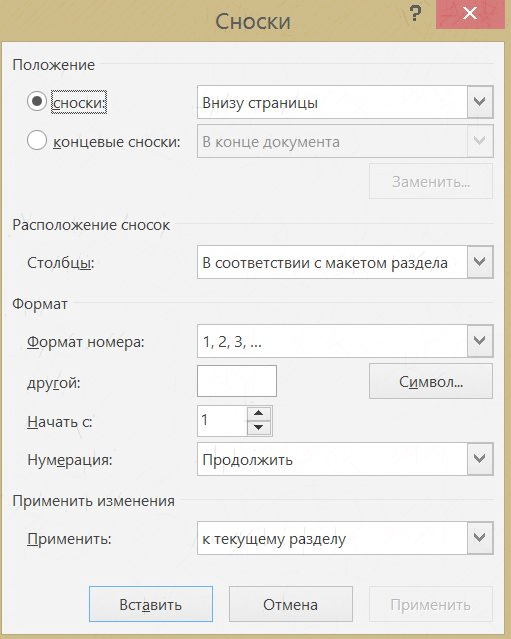 Сноски
Положение
сноски: Внизу страницы
концевые сноски: В конце документа
Заменить...
Расположение сносок
Столбцы: В соответствии с макетом раздела
Формат
Формат номера: 1, 2, 3, ...
другой: Символ...
Начать с: 1
Нумерация: Продолжить
Применить изменения
Применить: к текущему разделу
Вставить Отмена Применить